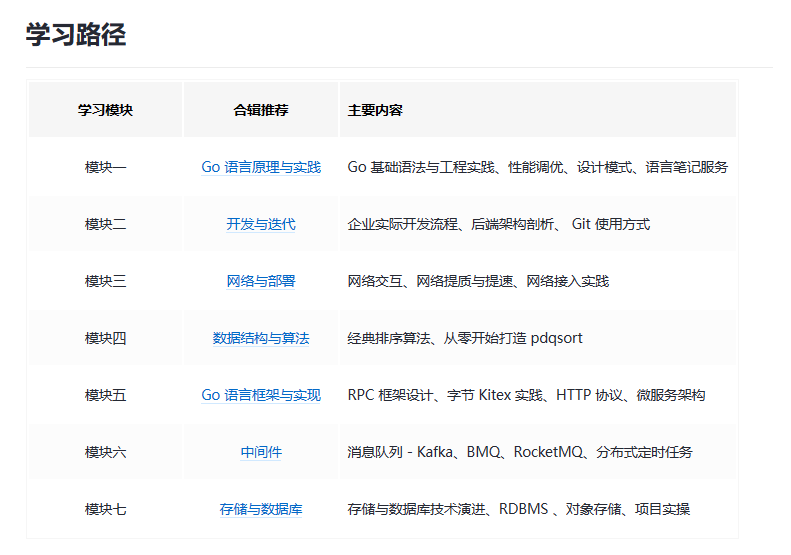 学习路径
学习模块 合辑推荐 主要内容
模块一 Go 语言原理与实践 Go 基础语法与工程实践、性能调优、设计模式、语言笔记服务
模块二 开发与迭代 企业实际开发流程、后端架构剖析、 Git 使用方式
模块三 网络与部署 网络交互、网络提质与提速、网络接入实践
模块四 数据结构与算法 经典排序算法、从零开始打造 pdqsort
模块五 Go 语言框架与实现 RPC 框架设计、字节 Kitex 实践、HTTP 协议、微服务架构
模块六 中间件 消息队列 - Kafka、BMQ、RocketMQ、分布式定时任务
模块七 存储与数据库 存储与数据库技术演进、RDBMS 、对象存储、项目实操